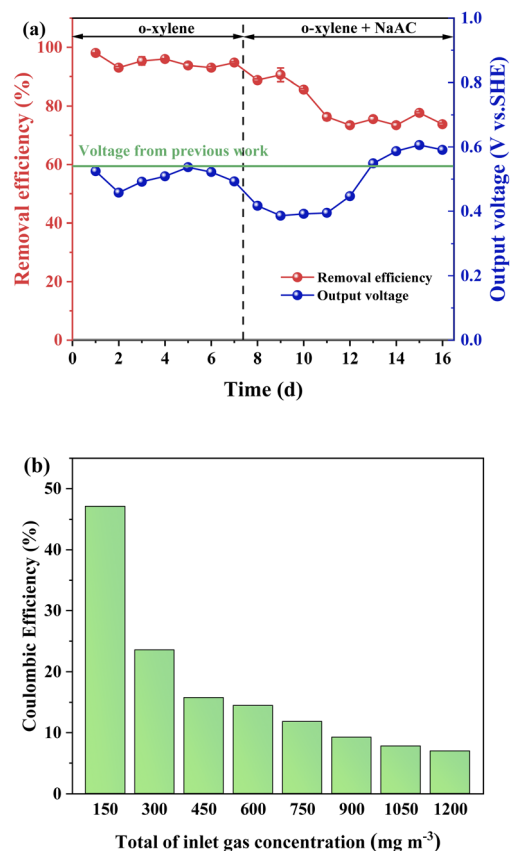 (a)
o-xylene
o-xylene + NaAC
Voltage from previous work
Removal efficiency
Output voltage
Removal efficiency (%)
100
80
60
40
20
0
Output voltage (V vs.SHE)
1.0
0.8
0.6
0.4
0.2
0.0
0 2 4 6 8 10 12 14 16
Time (d)
(b)
Coulombic Efficiency (%)
50
40
30
20
10
0
150 300 450 600 750 900 1050 1200
Total of inlet gas concentration (mg m⁻³)